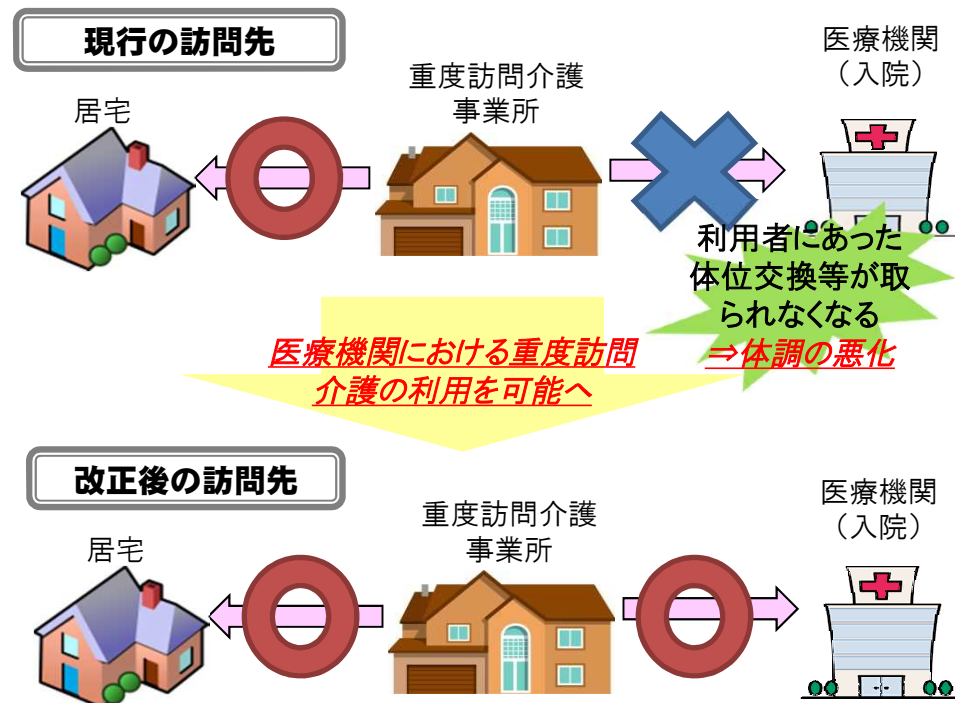 現行の訪問先
医療機関
（入院）
重度訪問介護
事業所
居宅
利用者にあった
体位交換等が取
られなくなる
⇒体調の悪化
医療機関における重度訪問
介護の利用を可能へ
改正後の訪問先
医療機関
（入院）
重度訪問介護
事業所
居宅